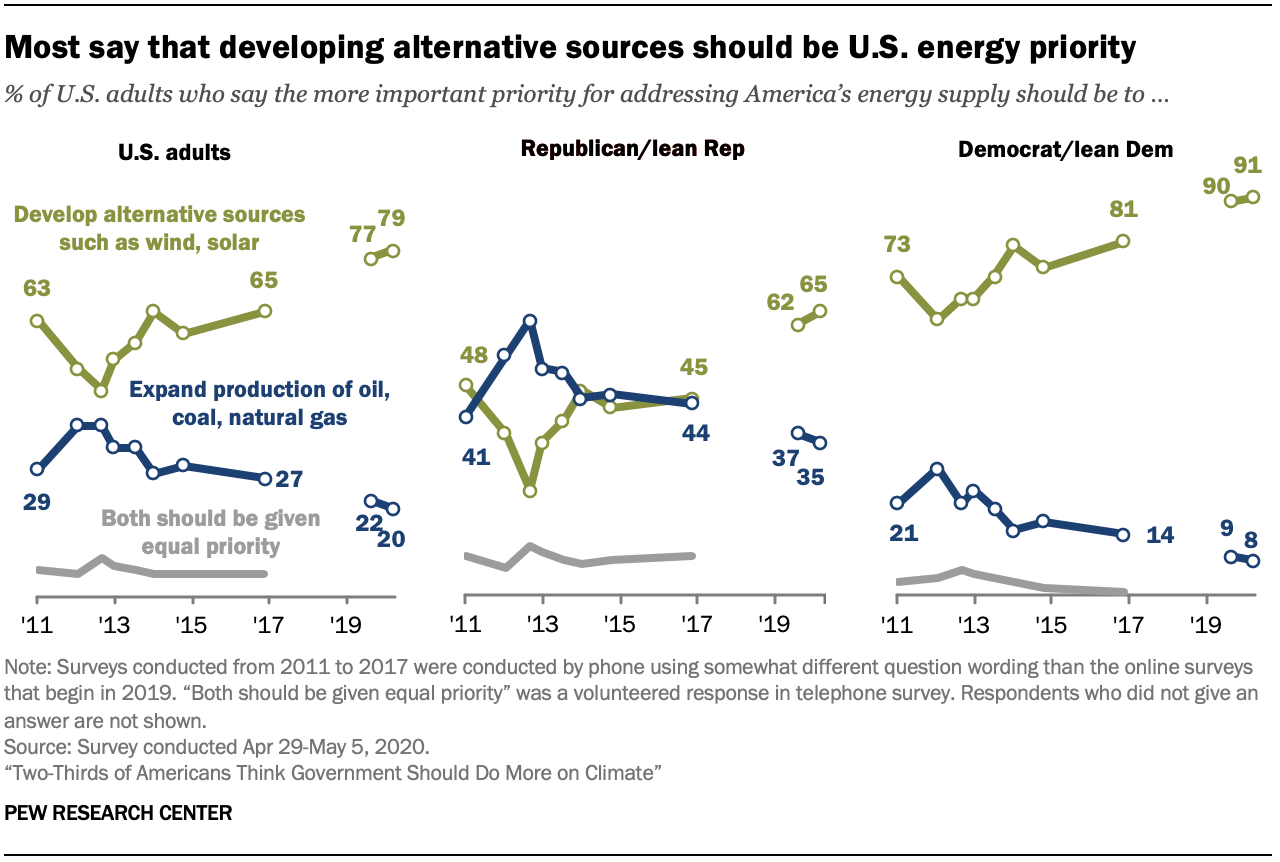 Most say that developing alternative sources should be U.S. energy priority
% of U.S. adults who say the more important priority for addressing America’s energy supply should be to ...
U.S. adults
Develop alternative sources
such as wind, solar
63
65
77
79
Expand production of oil,
coal, natural gas
29
27
22
20
Both should be given
equal priority
'11 '13 '15 '17 '19
Republican/lean Rep
48
45
62
65
41
44
37
35
'11 '13 '15 '17 '19
Democrat/lean Dem
73
81
90
91
21
14
9
8
'11 '13 '15 '17 '19
Note: Surveys conducted from 2011 to 2017 were conducted by phone using somewhat different question wording than the online surveys
that begin in 2019. “Both should be given equal priority” was a volunteered response in telephone survey. Respondents who did not give an
answer are not shown.
Source: Survey conducted Apr 29-May 5, 2020.
“Two-Thirds of Americans Think Government Should Do More on Climate”
PEW RESEARCH CENTER